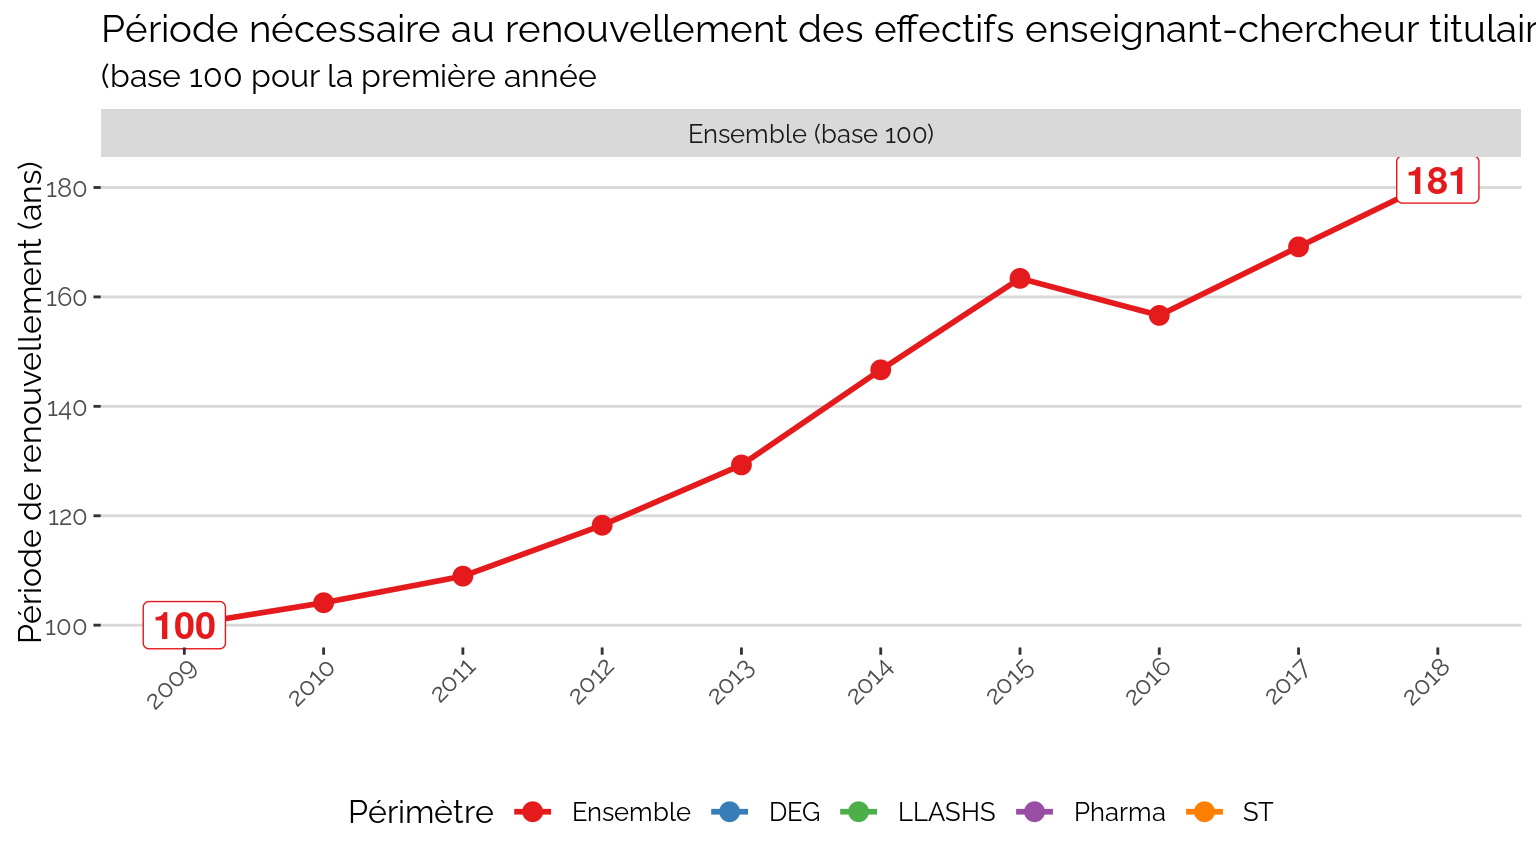 Période nécessaire au renouvellement des effectifs enseignant-chercheur
(base 100 pour la première année
Ensemble (base 100)
Période de renouvellement (ans)
180
160
140
120
100
181
100
2009 2010 2011 2012 2013 2014 2015 2016 2017 2018
Périmètre Ensemble DEG LLASHS Pharma ST